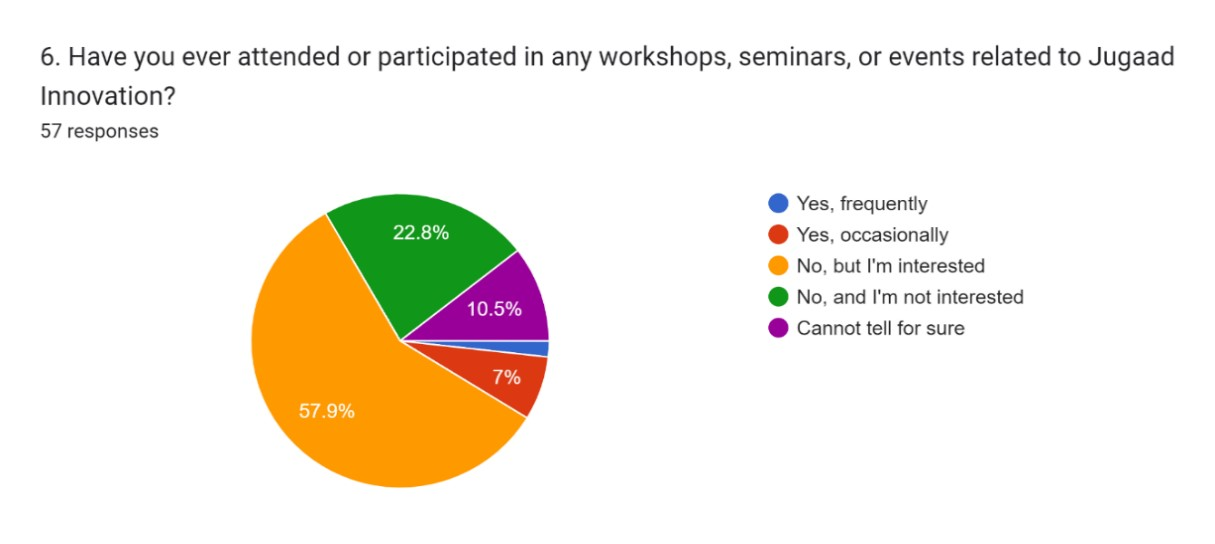 6. Have you ever attended or participated in any workshops, seminars, or events related to Jugaad
Innovation?
57 responses
22.8%
10.5%
7%
57.9%
Yes, frequently
Yes, occasionally
No, but I'm interested
No, and I'm not interested
Cannot tell for sure